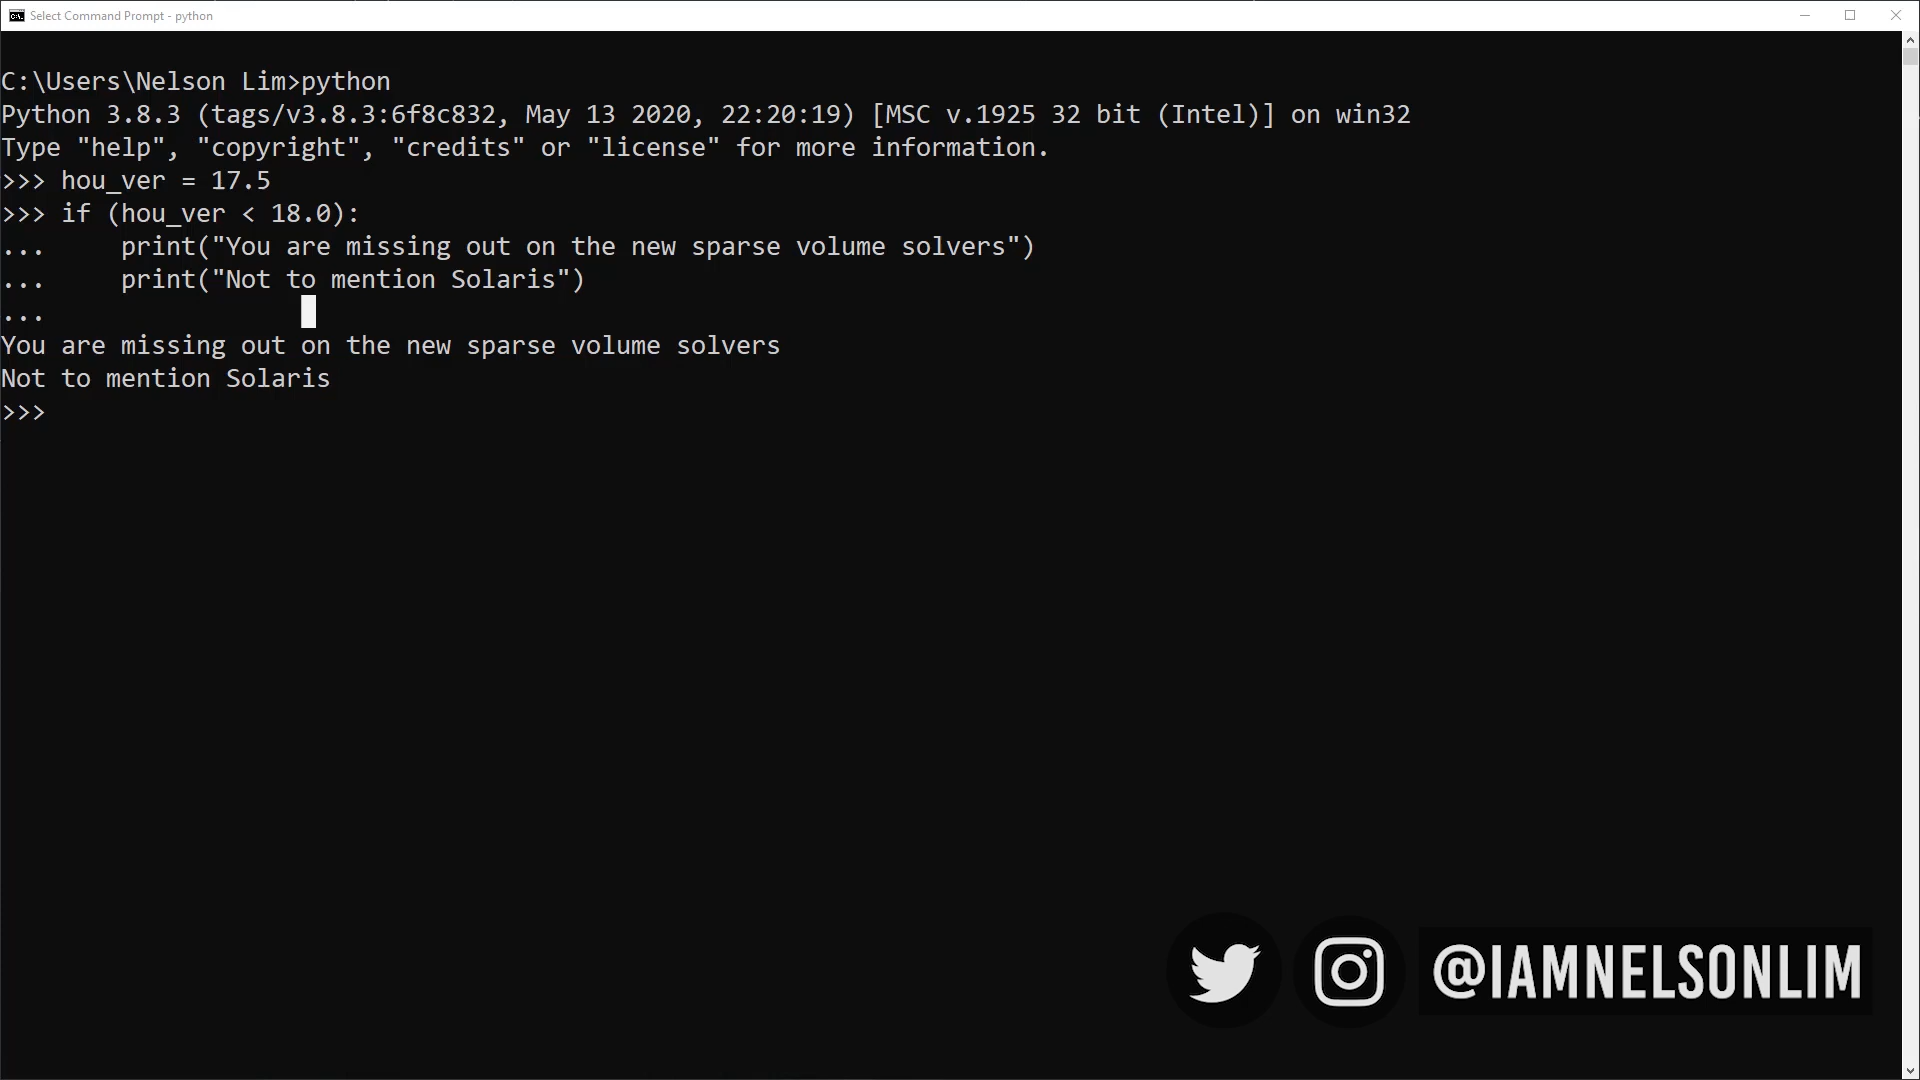 Select Command Prompt - python
C:\Users\Nelson Lim>python
Python 3.8.3 (tags/v3.8.3:6f8c832, May 13 2020, 22:20:19) [MSC v.1925 32 bit (Intel)] on win32
Type "help", "copyright", "credits" or "license" for more information.
>>> hou_ver = 17.5
>>> if (hou_ver < 18.0):
...     print("You are missing out on the new sparse volume solvers")
...     print("Not to mention Solaris")
...
You are missing out on the new sparse volume solvers
Not to mention Solaris
>>>
@IAMNELSONLIM